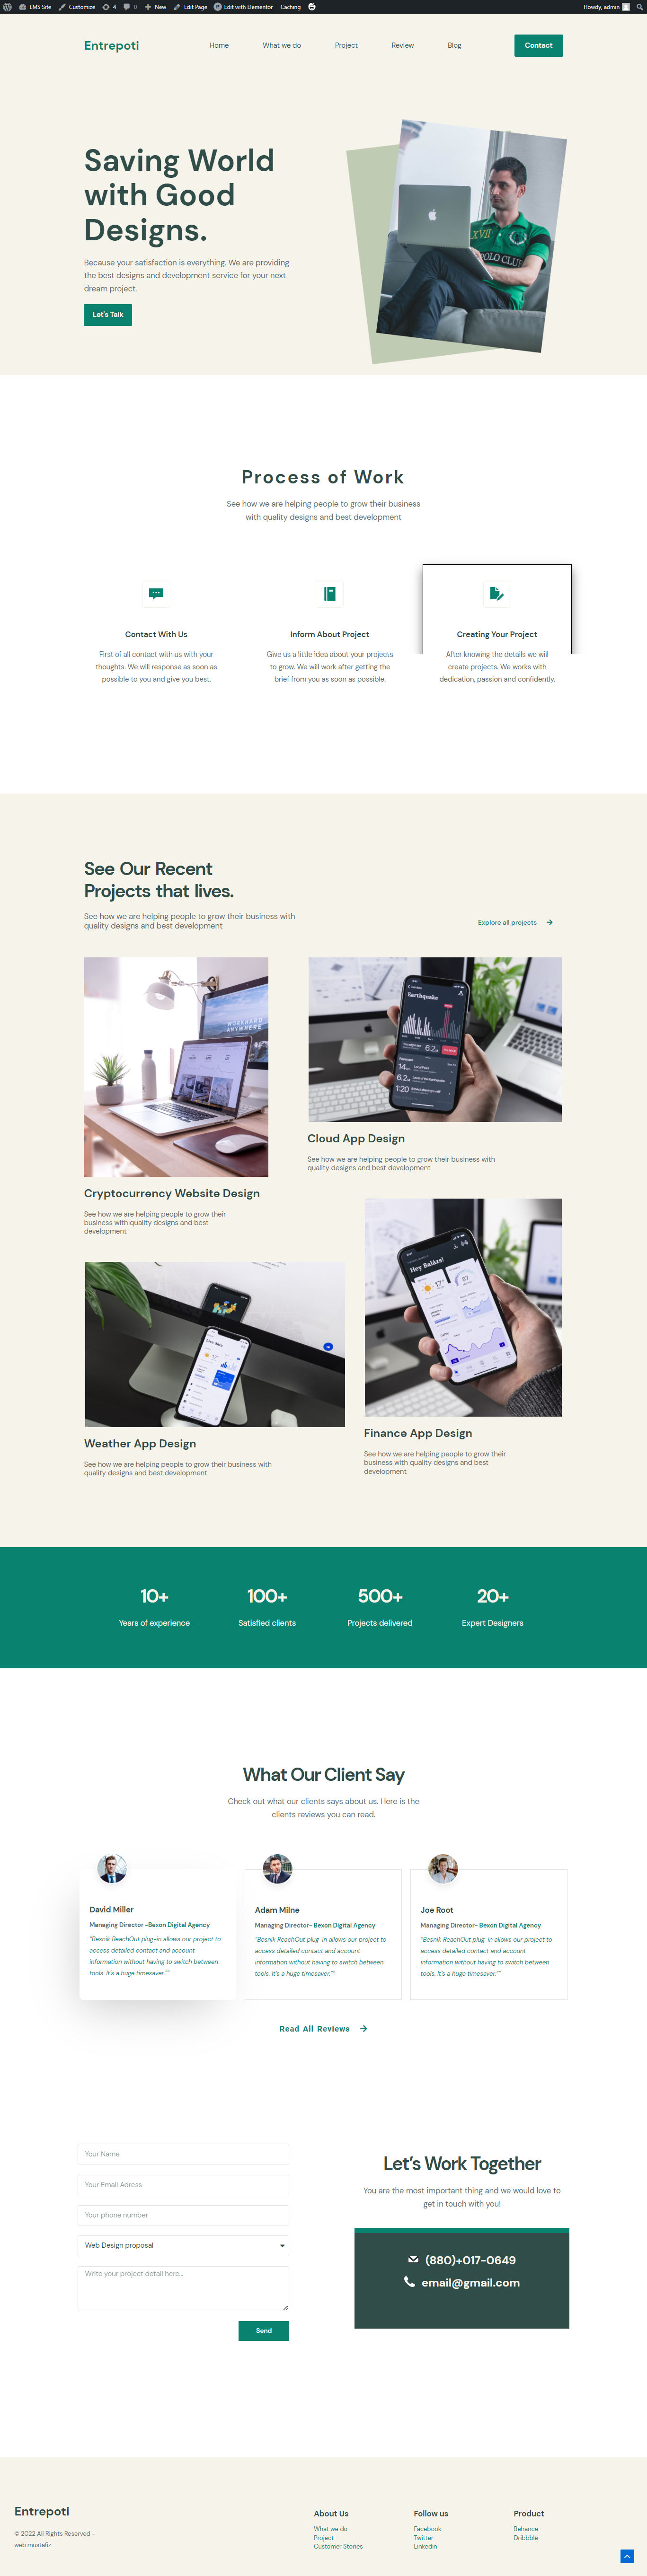 LMS Site Customize 4 0 New Edit Page Edit with Elementor Caching Howdy, admin
Entrepoti
Home What we do Project Review Blog
Contact
Saving World
with Good
Designs.
Because your satisfaction is everything. We are providing
the best designs and development service for your next
dream project.
Let's Talk
XVII
POLO CLUB
Process of Work
See how we are helping people to grow their business
with quality designs and best development
Contact With Us
First of all contact with us with your
thoughts. We will response as soon as
possible to you and give you best.
Inform About Project
Give us a little idea about your projects
to grow. We will work after getting the
brief from you as soon as possible.
Creating Your Project
After knowing the details we will
create projects. We works with
dedication, passion and confidently.
See Our Recent
Projects that lives.
See how we are helping people to grow their business with
quality designs and best development
Explore all projects
WORKHARD
ANYWHERE
Cryptocurrency Website Design
See how we are helping people to grow their
business with quality designs and best
development
Earthquake
6.2
14
6.2
1:20
Cloud App Design
See how we are helping people to grow their business with
quality designs and best development
Weather App Design
See how we are helping people to grow their business with
quality designs and best development
Hey Balázs!
87
Finance App Design
See how we are helping people to grow their
business with quality designs and best
development
10+
Years of experience
100+
Satisfied clients
500+
Projects delivered
20+
Expert Designers
What Our Client Say
Check out what our clients says about us. Here is the
clients reviews you can read.
David Miller
Managing Director -Bexon Digital Agency
"Besnik ReachOut plug-in allows our project to
access detailed contact and account
information without having to switch between
tools. It's a huge timesaver.""
Adam Milne
Managing Director- Bexon Digital Agency
"Besnik ReachOut plug-in allows our project to
access detailed contact and account
information without having to switch between
tools. It's a huge timesaver.""
Joe Root
Managing Director- Bexon Digital Agency
"Besnik ReachOut plug-in allows our project to
access detailed contact and account
information without having to switch between
tools. It's a huge timesaver.""
Read All Reviews
Your Name
Your Email Adress
Your phone number
Web Design proposal
Write your project detail here...
Send
Let's Work Together
You are the most important thing and we would love to
get in touch with you!
(880)+017-0649
email@gmail.com
Entrepoti
© 2022 All Rights Reserved -
web.mustafiz
About Us
What we do
Project
Customer Stories
Follow us
Facebook
Twitter
Linkedin
Product
Behance
Dribbble